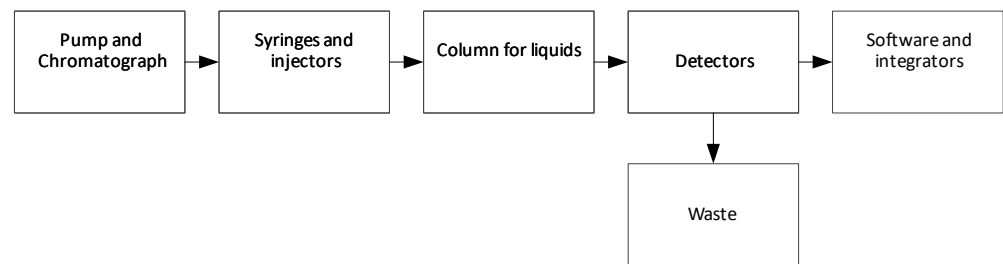 Pump and
Chromatograph
Syringes and
injectors
Column for liquids
Detectors
Software and
integrators
Waste